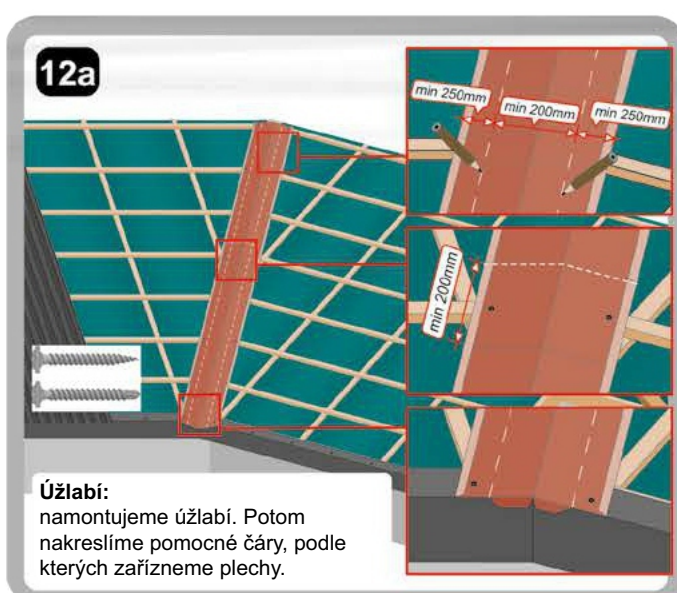 12a
min 250mm
min 200mm
min 250mm
min 200mm
Úžlabí:
namontujeme úžlabí. Potom
nakreslíme pomocné čáry, podle
kterých zařízneme plechy.